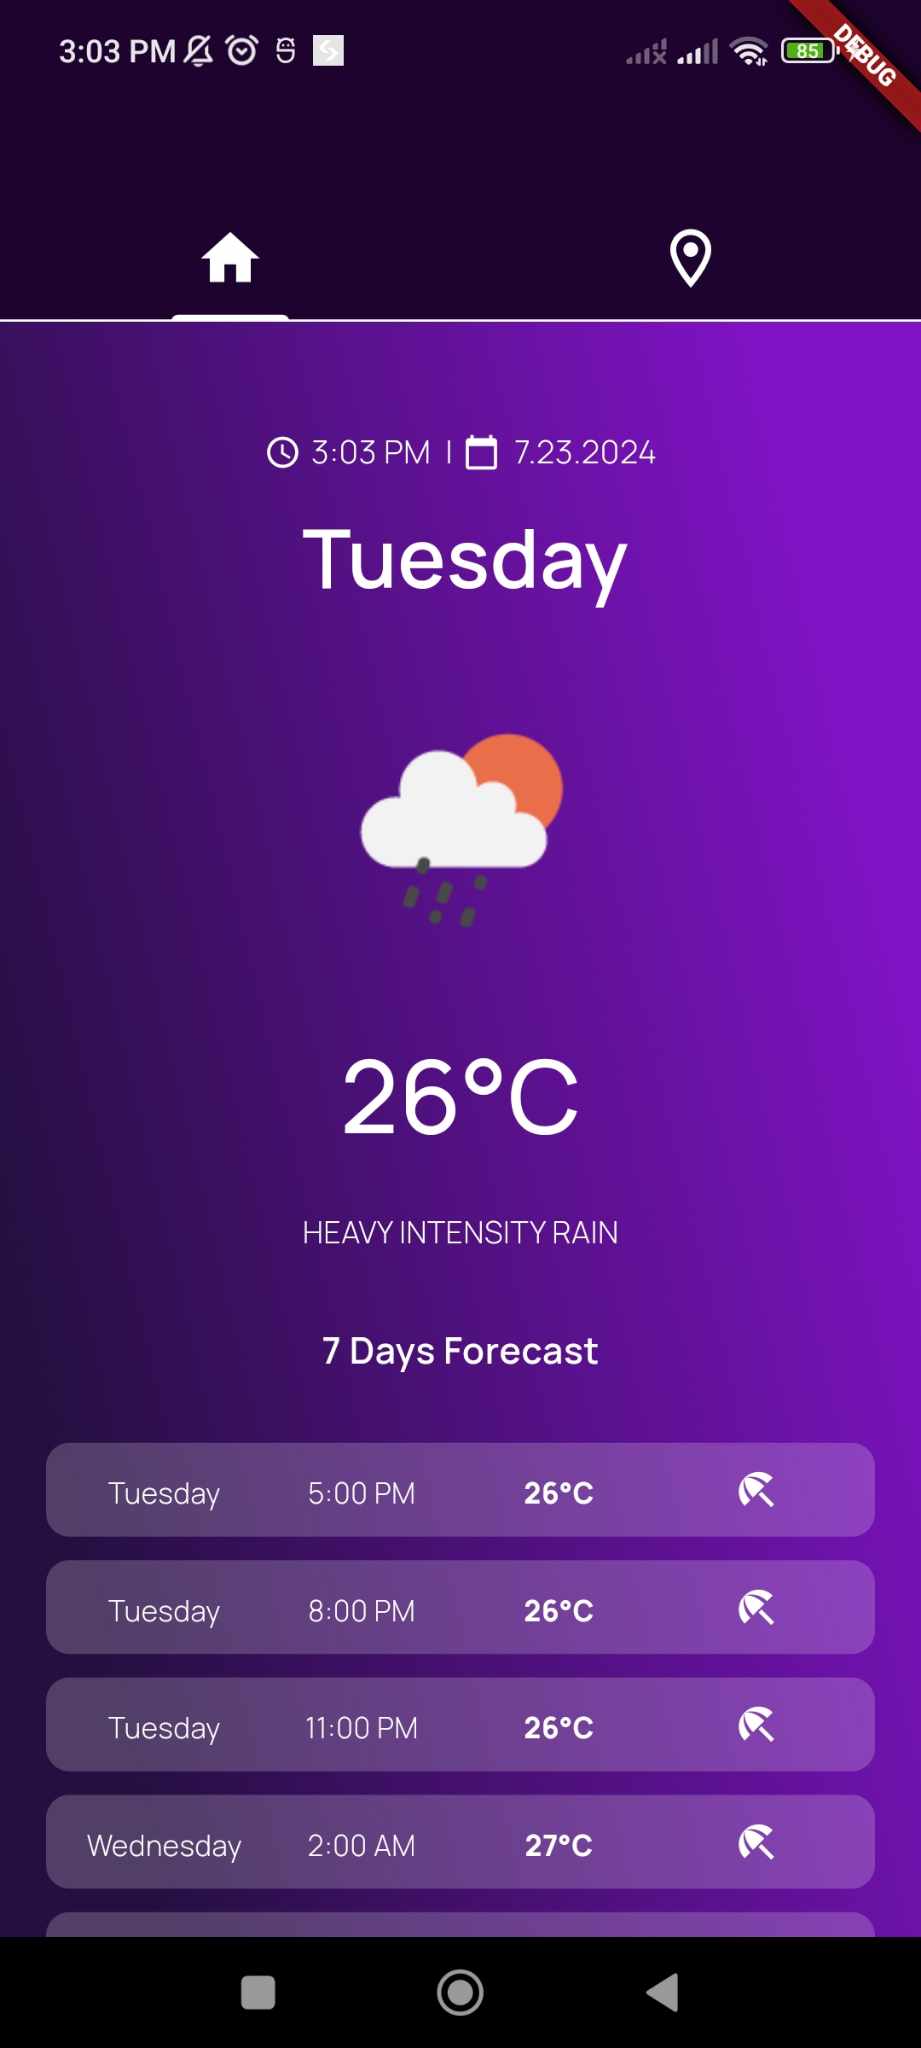 3:03 PM 85
DEBUG
3:03 PM | 7.23.2024
Tuesday
26°C
HEAVY INTENSITY RAIN
7 Days Forecast
Tuesday 5:00 PM 26°C
Tuesday 8:00 PM 26°C
Tuesday 11:00 PM 26°C
Wednesday 2:00 AM 27°C